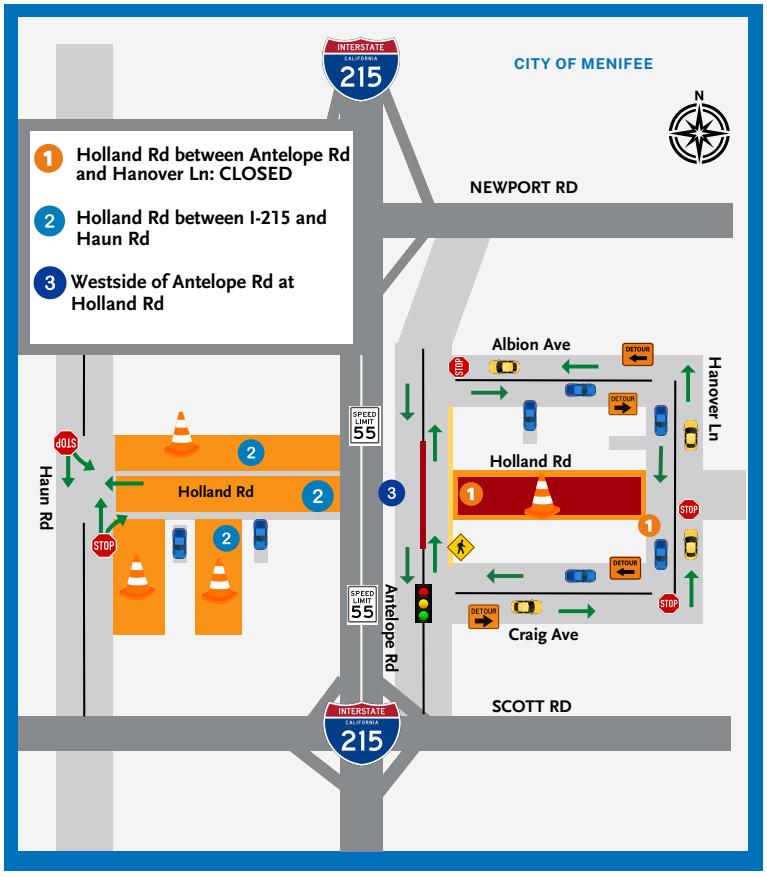 INTERSTATE
CALIFORNIA
215
CITY OF MENIFEE
N
1
Holland Rd between Antelope Rd
and Hanover Ln: CLOSED
2
Holland Rd between I-215 and
Haun Rd
3
Westside of Antelope Rd at
Holland Rd
NEWPORT RD
Albion Ave
DETOUR
STOP
DETOUR
Hanover Ln
SPEED
LIMIT
55
STOP
2
Holland Rd
Haun Rd
Holland Rd
2
3
1
STOP
1
STOP
2
DETOUR
SPEED
LIMIT
55
Antelope Rd
DETOUR
STOP
Craig Ave
SCOTT RD
INTERSTATE
CALIFORNIA
215